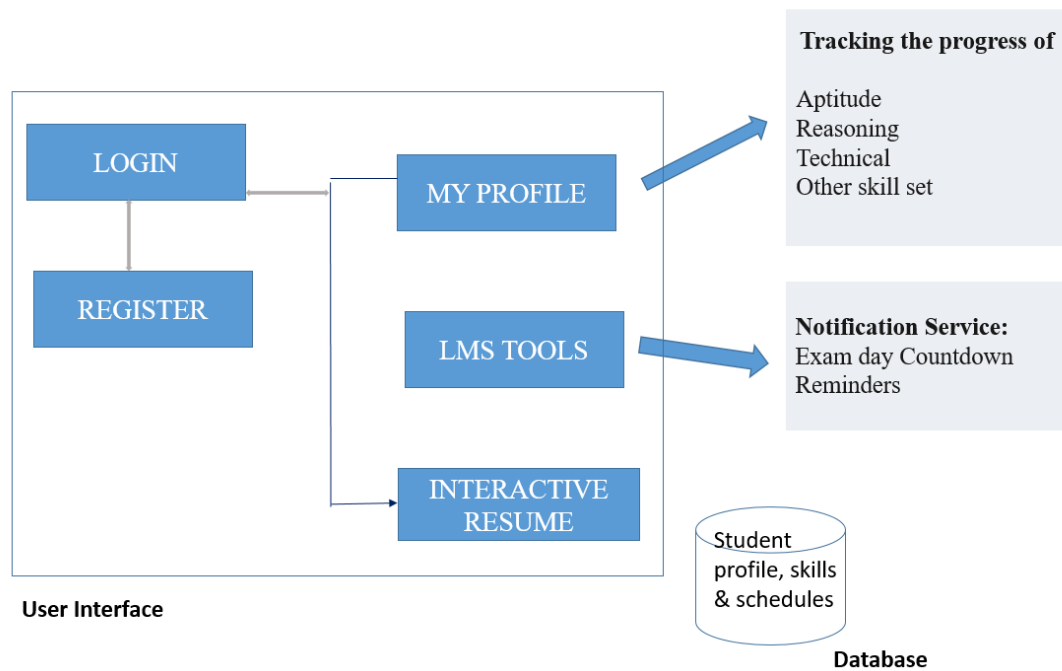 Tracking the progress of
Aptitude
Reasoning
Technical
Other skill set
LOGIN
MY PROFILE
REGISTER
LMS TOOLS
Notification Service:
Exam day Countdown
Reminders
INTERACTIVE
RESUME
Student
profile, skills
& schedules
User Interface
Database